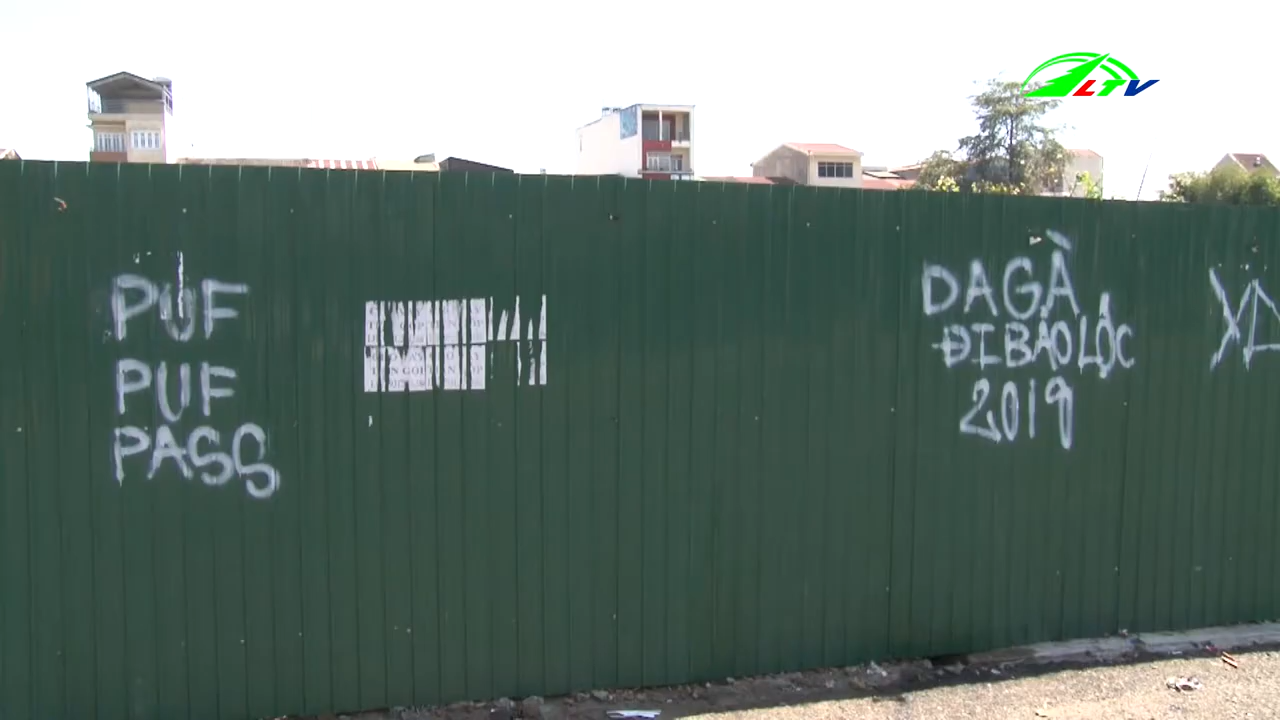 LTV
PUF
PUF
PASS
DAGÀ
ĐI BẢO LỘC
2019